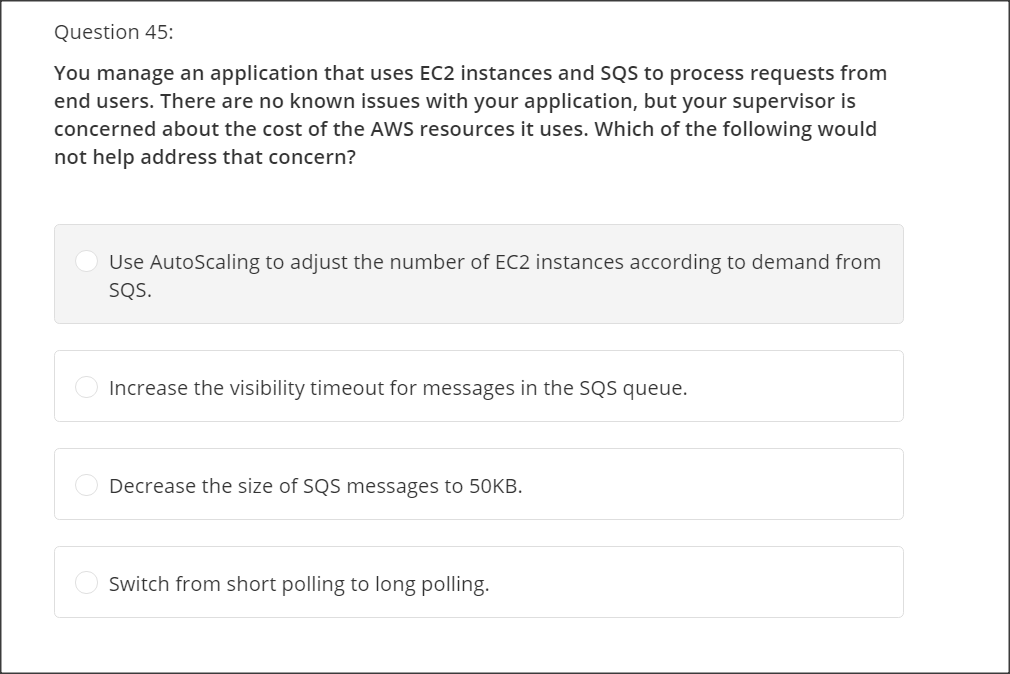 Question 45:
You manage an application that uses EC2 instances and SQS to process requests from
end users. There are no known issues with your application, but your supervisor is
concerned about the cost of the AWS resources it uses. Which of the following would
not help address that concern?
Use AutoScaling to adjust the number of EC2 instances according to demand from
SQS.
Increase the visibility timeout for messages in the SQS queue.
Decrease the size of SQS messages to 50KB.
Switch from short polling to long polling.